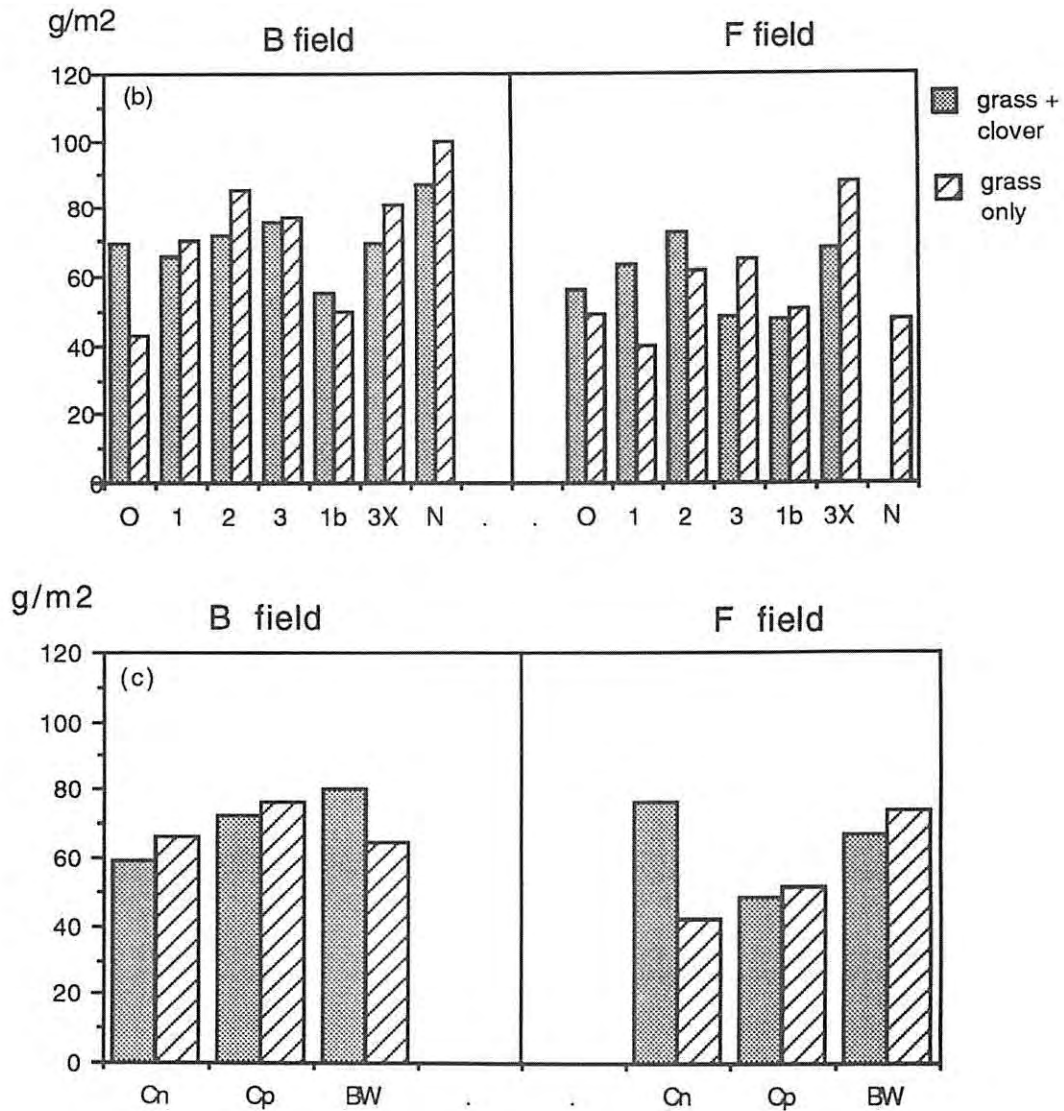 g/m2
B field F field
(b)
120
100
80
60
40
20
0
O 1 2 3 1b 3X N . . O 1 2 3 1b 3X N
grass +
clover
grass
only
g/m2
B field F field
(c)
120
100
80
60
40
20
0
Cn Cp BW . . Cn Cp BW